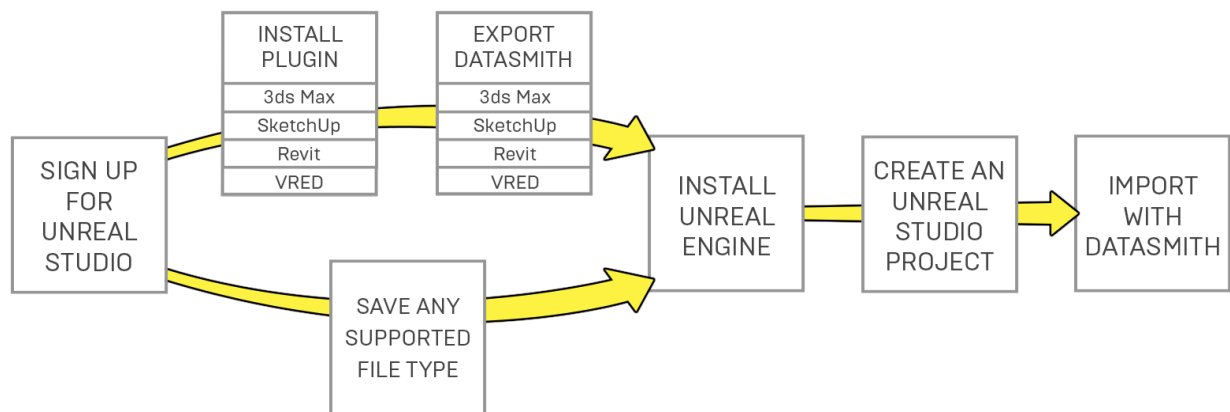 SIGN UP
FOR
UNREAL
STUDIO
INSTALL
PLUGIN
3ds Max
SketchUp
Revit
VRED
EXPORT
DATASMITH
3ds Max
SketchUp
Revit
VRED
SAVE ANY
SUPPORTED
FILE TYPE
INSTALL
UNREAL
ENGINE
CREATE AN
UNREAL
STUDIO
PROJECT
IMPORT
WITH
DATASMITH